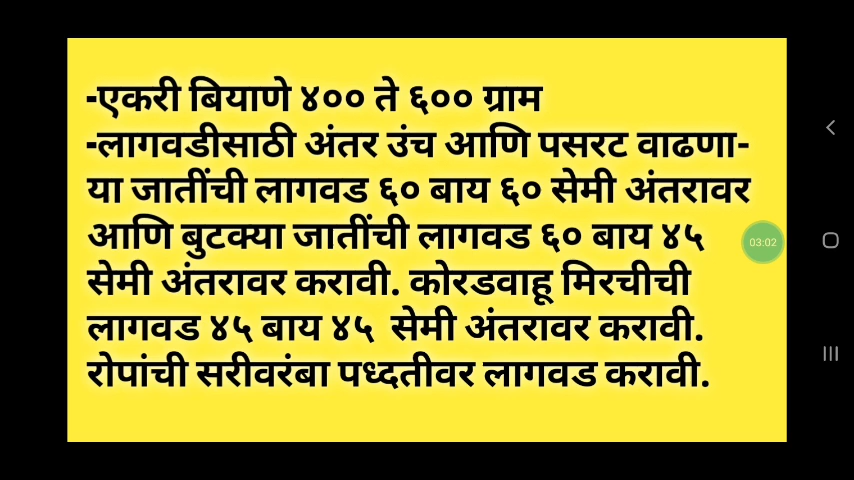 -एकरी बियाणे ४०० ते ६०० ग्राम
-लागवडीसाठी अंतर उंच आणि पसरट वाढणा-
या जातींची लागवड ६० बाय ६० सेमी अंतरावर
आणि बुटक्या जातींची लागवड ६० बाय ४५
सेमी अंतरावर करावी. कोरडवाहू मिरचीची
लागवड ४५ बाय ४५ सेमी अंतरावर करावी.
रोपांची सरीवरंबा पध्दतीवर लागवड करावी.
03:02